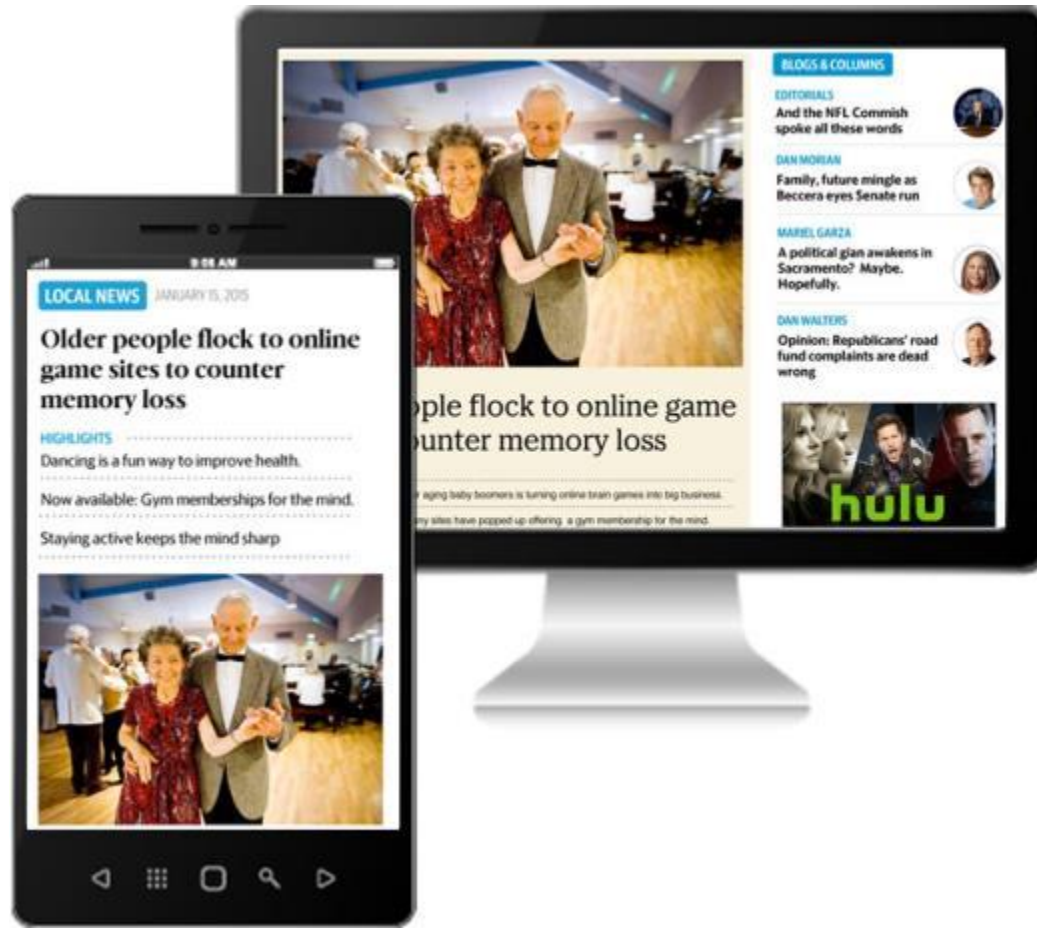 9:08 AM
LOCAL NEWS JANUARY 15, 2015
Older people flock to online
game sites to counter
memory loss
HIGHLIGHTS
Dancing is a fun way to improve health.
Now available: Gym memberships for the mind.
Staying active keeps the mind sharp
ople flock to online game
ounter memory loss
r aging baby boomers is turning online brain games into big business.
ny sites have popped up offering a gym membership for the mind.
BLOGS & COLUMNS
EDITORIALS
And the NFL Commish
spoke all these words
DAN MORIAN
Family, future mingle as
Beccera eyes Senate run
MARIEL GARZA
A political gian awakens in
Sacramento? Maybe.
Hopefully.
DAN WALTERS
Opinion: Republicans' road
fund complaints are dead
wrong
hulu